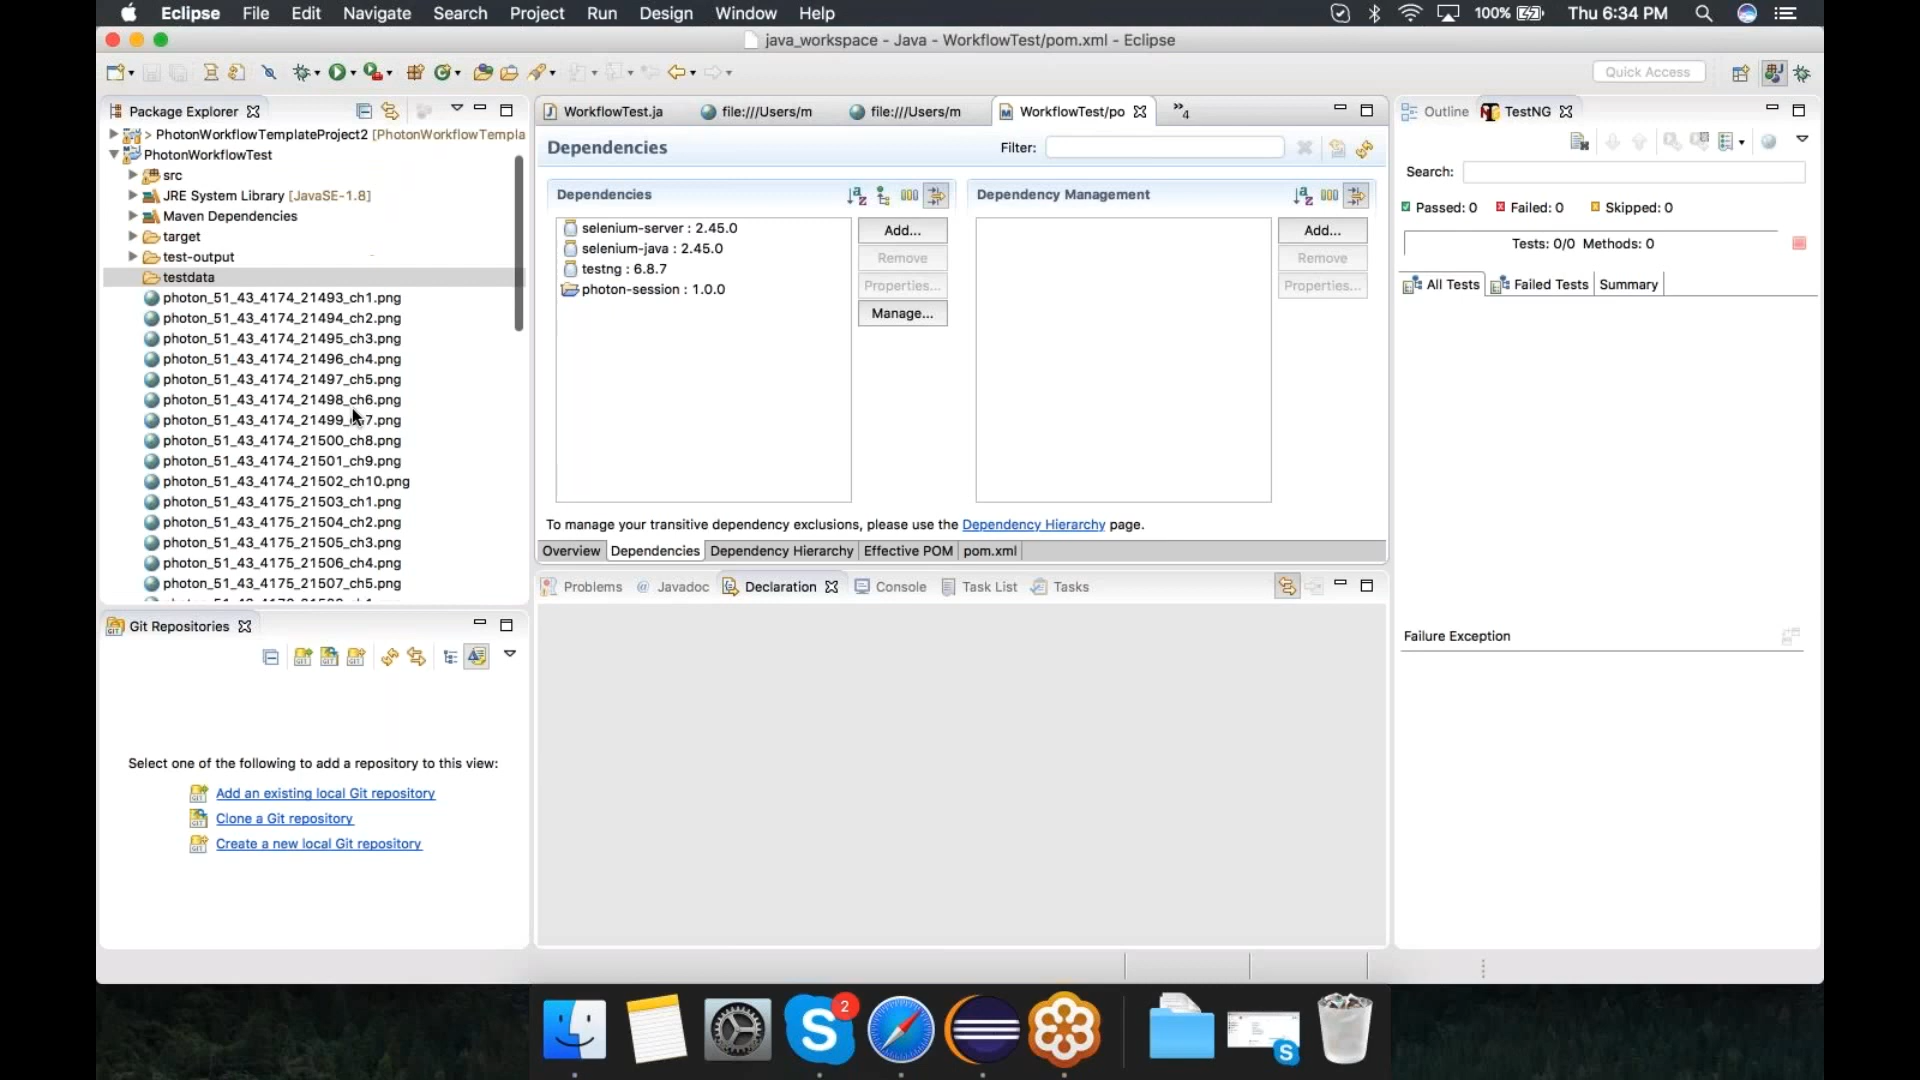 Eclipse File Edit Navigate Search Project Run Design Window Help 100% Thu 6:34 PM
java_workspace - Java - WorkflowTest/pom.xml - Eclipse
Quick Access
Package Explorer
> PhotonWorkflowTemplateProject2 [PhotonWorkflowTempla
PhotonWorkflowTest
src
JRE System Library [JavaSE-1.8]
Maven Dependencies
target
test-output
testdata
photon_51_43_4174_21493_ch1.png
photon_51_43_4174_21494_ch2.png
photon_51_43_4174_21495_ch3.png
photon_51_43_4174_21496_ch4.png
photon_51_43_4174_21497_ch5.png
photon_51_43_4174_21498_ch6.png
photon_51_43_4174_21499_ch7.png
photon_51_43_4174_21500_ch8.png
photon_51_43_4174_21501_ch9.png
photon_51_43_4174_21502_ch10.png
photon_51_43_4175_21503_ch1.png
photon_51_43_4175_21504_ch2.png
photon_51_43_4175_21505_ch3.png
photon_51_43_4175_21506_ch4.png
photon_51_43_4175_21507_ch5.png
Git Repositories
Select one of the following to add a repository to this view:
Add an existing local Git repository
Clone a Git repository
Create a new local Git repository
WorkflowTest.ja file:///Users/m file:///Users/m WorkflowTest/po »4
Dependencies Filter:
Dependencies
selenium-server : 2.45.0
selenium-java : 2.45.0
testng : 6.8.7
photon-session : 1.0.0
Add...
Remove
Properties...
Manage...
Dependency Management
Add...
Remove
Properties...
To manage your transitive dependency exclusions, please use the Dependency Hierarchy page.
Overview Dependencies Dependency Hierarchy Effective POM pom.xml
Problems @ Javadoc Declaration Console Task List Tasks
Outline TestNG
Search:
Passed: 0 Failed: 0 Skipped: 0
Tests: 0/0 Methods: 0
All Tests Failed Tests Summary
Failure Exception
2